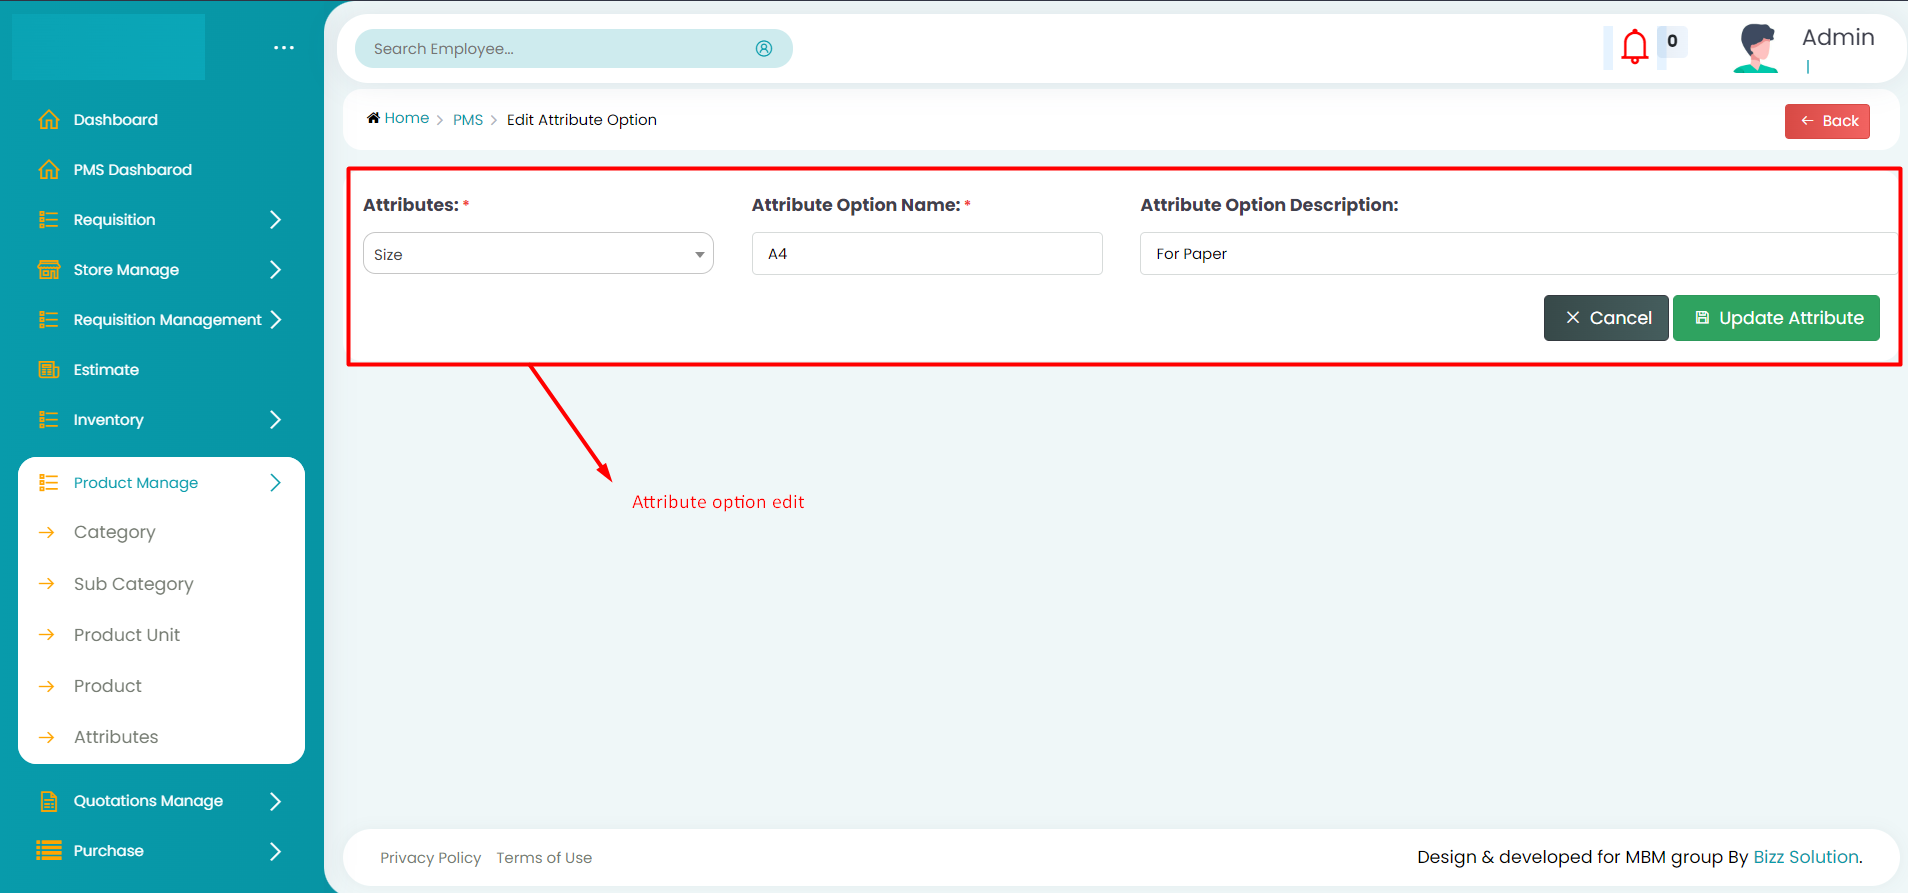 Search Employee...
0
Admin
Dashboard
PMS Dashbarod
Requisition
Store Manage
Requisition Management
Estimate
Inventory
Product Manage
Category
Sub Category
Product Unit
Product
Attributes
Quotations Manage
Purchase
Home > PMS > Edit Attribute Option
← Back
Attributes: *
Attribute Option Name: *
Attribute Option Description:
Size
A4
For Paper
× Cancel
Update Attribute
Attribute option edit
Privacy Policy Terms of Use
Design & developed for MBM group By Bizz Solution.